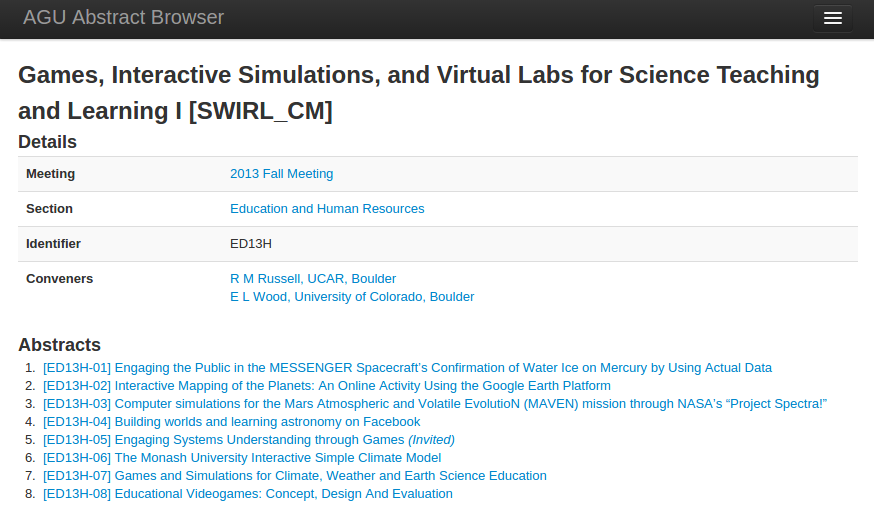 AGU Abstract Browser
Games, Interactive Simulations, and Virtual Labs for Science Teaching
and Learning I [SWIRL_CM]
Details
Meeting 2013 Fall Meeting
Section Education and Human Resources
Identifier ED13H
Conveners R M Russell, UCAR, Boulder
E L Wood, University of Colorado, Boulder
Abstracts
1. [ED13H-01] Engaging the Public in the MESSENGER Spacecraft's Confirmation of Water Ice on Mercury by Using Actual Data
2. [ED13H-02] Interactive Mapping of the Planets: An Online Activity Using the Google Earth Platform
3. [ED13H-03] Computer simulations for the Mars Atmospheric and Volatile EvolutioN (MAVEN) mission through NASA's “Project Spectra!”
4. [ED13H-04] Building worlds and learning astronomy on Facebook
5. [ED13H-05] Engaging Systems Understanding through Games (Invited)
6. [ED13H-06] The Monash University Interactive Simple Climate Model
7. [ED13H-07] Games and Simulations for Climate, Weather and Earth Science Education
8. [ED13H-08] Educational Videogames: Concept, Design And Evaluation